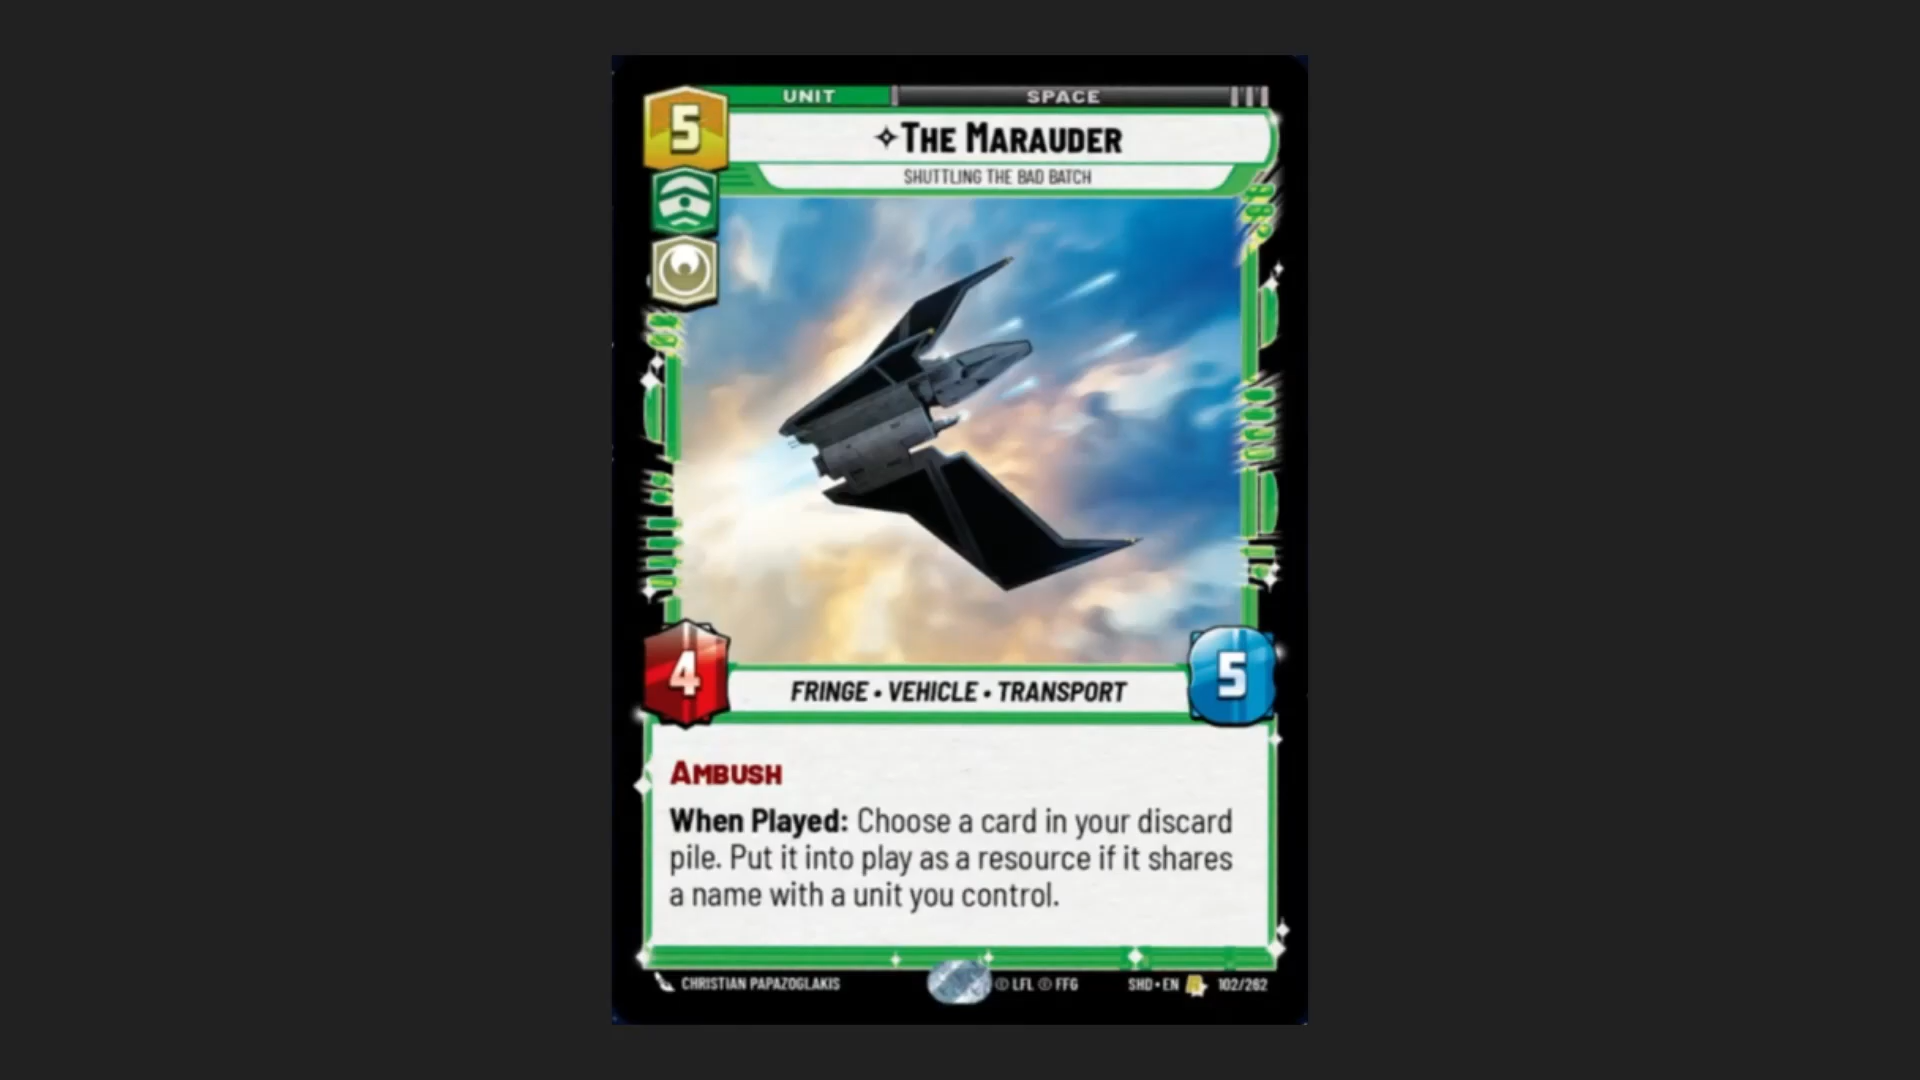 UNIT
SPACE
5
THE MARAUDER
SHUTTLING THE BAD BATCH
4
FRINGE • VEHICLE • TRANSPORT
5
AMBUSH
When Played: Choose a card in your discard
pile. Put it into play as a resource if it shares
a name with a unit you control.
CHRISTIAN PAPAZOGLAKIS
© LFL © FFG
SHD • EN
102/262